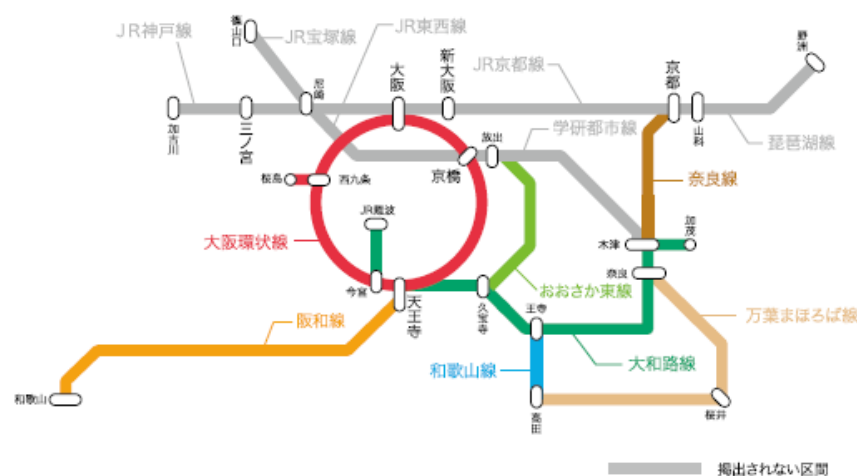 JR神戸線
篠山口
JR宝塚線
JR東西線
尼崎
大阪
新大阪
JR京都線
京都
野洲
加古川
三ノ宮
放出
学研都市線
山科
琵琶湖線
桜島
西九条
京橋
奈良線
JR難波
大阪環状線
木津
加茂
奈良
今宮
天王寺
久宝寺
おおさか東線
王寺
万葉まほろば線
阪和線
和歌山線
大和路線
和歌山
高田
桜井
掲出されない区間